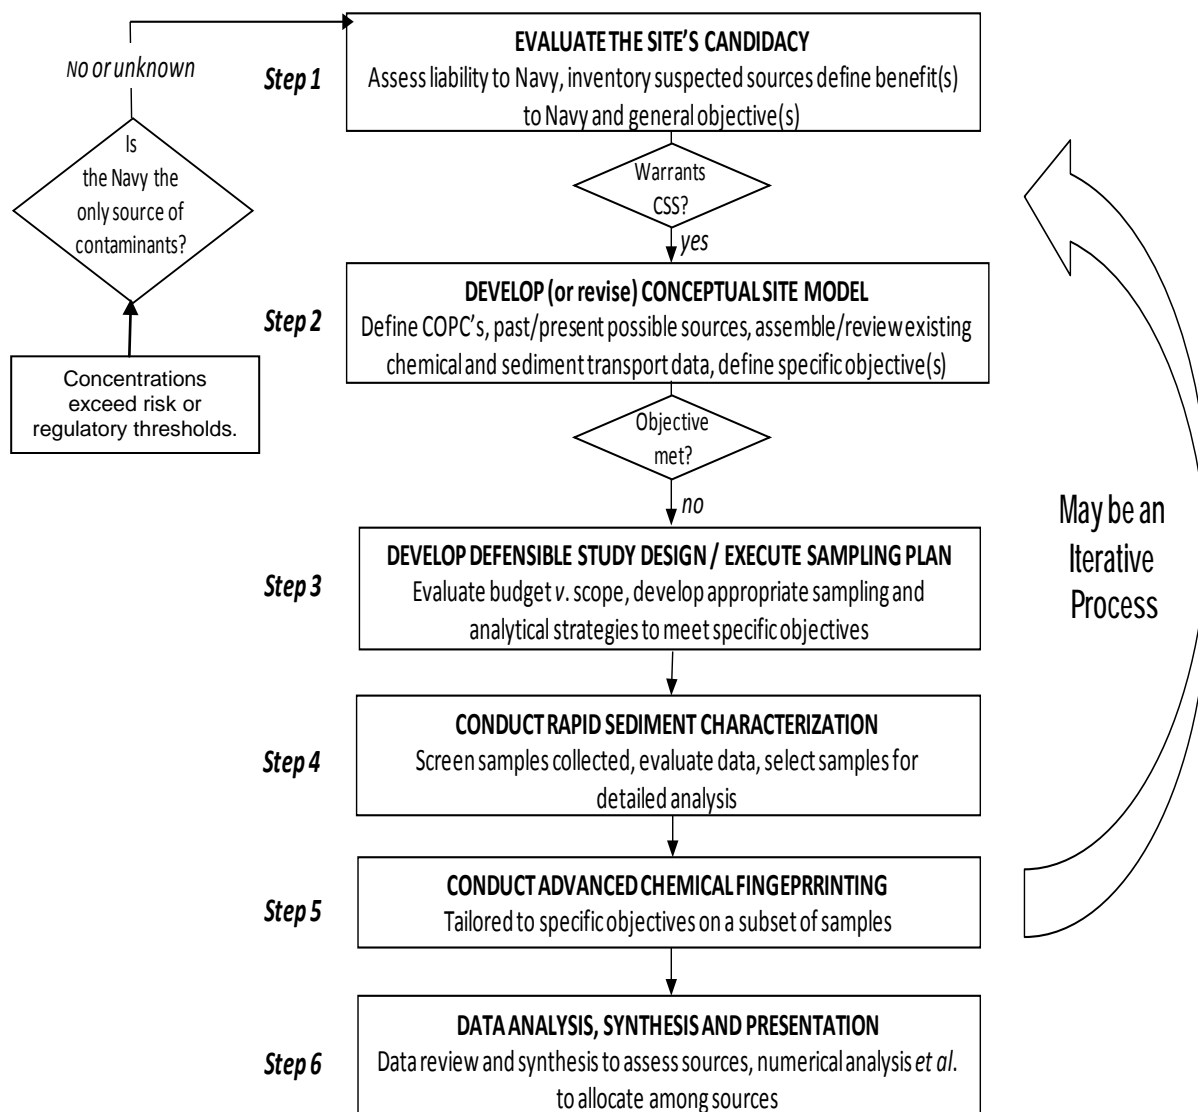 No or unknown
Is
the Navy the
only source of
contaminants?
Concentrations
exceed risk or
regulatory thresholds.
Step 1
EVALUATE THE SITE'S CANDIDACY
Assess liability to Navy, inventory suspected sources define benefit(s)
to Navy and general objective(s)
Warrants
CSS?
yes
Step 2
DEVELOP (or revise) CONCEPTUAL SITE MODEL
Define COPC's, past/present possible sources, assemble/review existing
chemical and sediment transport data, define specific objective(s)
Objective
met?
no
Step 3
DEVELOP DEFENSIBLE STUDY DESIGN / EXECUTE SAMPLING PLAN
Evaluate budget v. scope, develop appropriate sampling and
analytical strategies to meet specific objectives
Step 4
CONDUCT RAPID SEDIMENT CHARACTERIZATION
Screen samples collected, evaluate data, select samples for
detailed analysis
Step 5
CONDUCT ADVANCED CHEMICAL FINGEPRRINTING
Tailored to specific objectives on a subset of samples
Step 6
DATA ANALYSIS, SYNTHESIS AND PRESENTATION
Data review and synthesis to assess sources, numerical analysis et al.
to allocate among sources
May be an
Iterative
Process